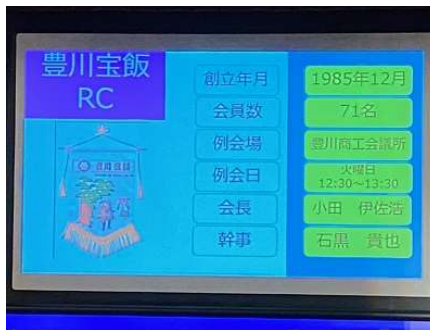 豊川宝飯
RC
創立年月
1985年12月
会員数
71名
例会場
豊川商工会議所
例会日
火曜日
12:30～13:30
会長
小田 伊佐浩
幹事
石黒 貴也